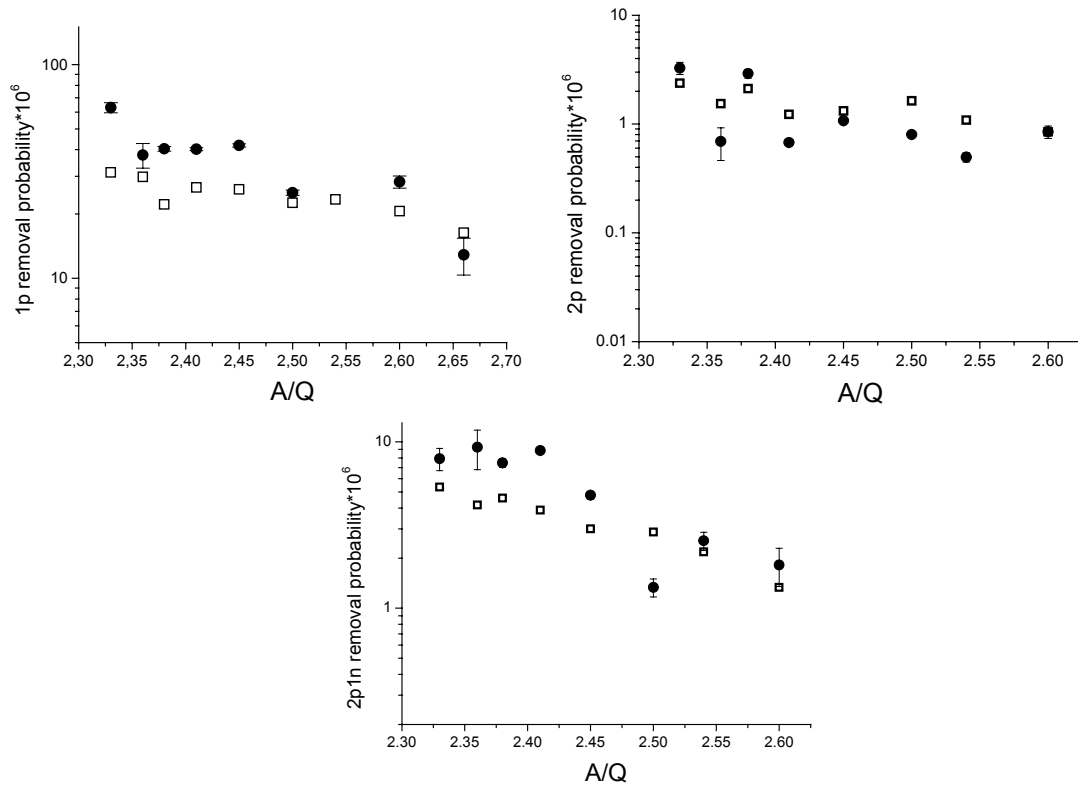 100
10
1p removal probability*10^6
2,30 2,35 2,40 2,45 2,50 2,55 2,60 2,65 2,70
A/Q
10
1
0.1
0.01
2p removal probability*10^6
2.30 2.35 2.40 2.45 2.50 2.55 2.60
A/Q
10
1
2p1n removal probability*10^6
2.30 2.35 2.40 2.45 2.50 2.55 2.60
A/Q